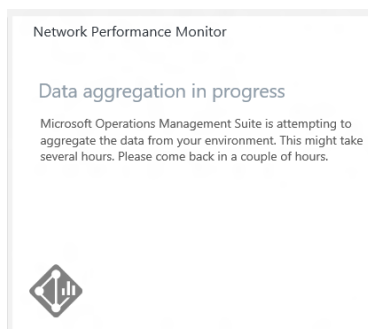 Network Performance Monitor
Data aggregation in progress
Microsoft Operations Management Suite is attempting to
aggregate the data from your environment. This might take
several hours. Please come back in a couple of hours.